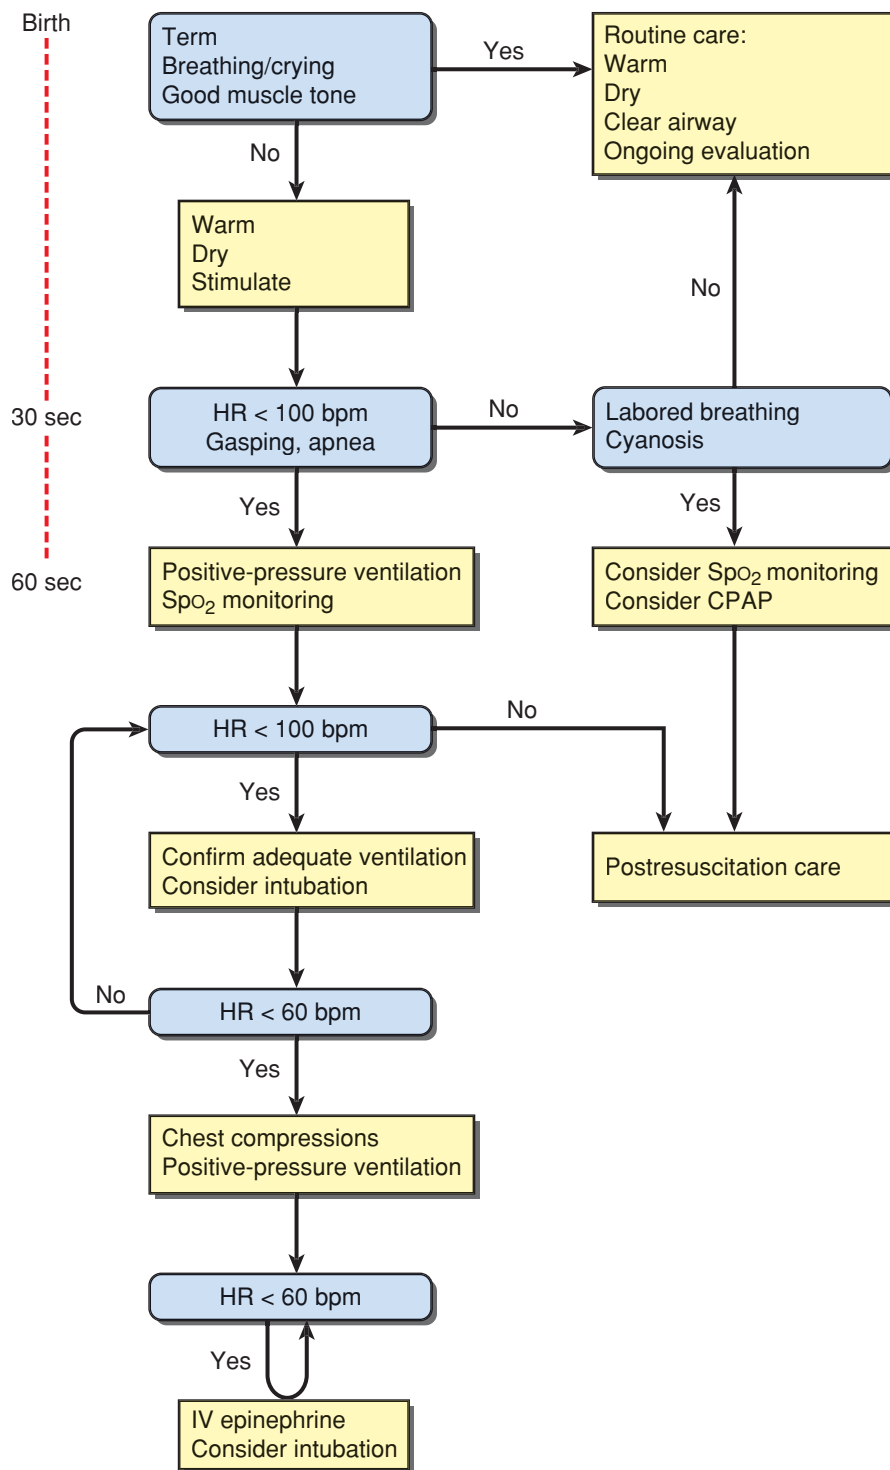 Birth
Term
Breathing/crying
Good muscle tone
Yes
Routine care:
Warm
Dry
Clear airway
Ongoing evaluation
No
Warm
Dry
Stimulate
No
30 sec
HR < 100 bpm
Gasping, apnea
No
Labored breathing
Cyanosis
Yes
Yes
60 sec
Positive-pressure ventilation
SpO2 monitoring
Consider SpO2 monitoring
Consider CPAP
HR < 100 bpm
No
Yes
Confirm adequate ventilation
Consider intubation
Postresuscitation care
No
HR < 60 bpm
Yes
Chest compressions
Positive-pressure ventilation
HR < 60 bpm
Yes
IV epinephrine
Consider intubation